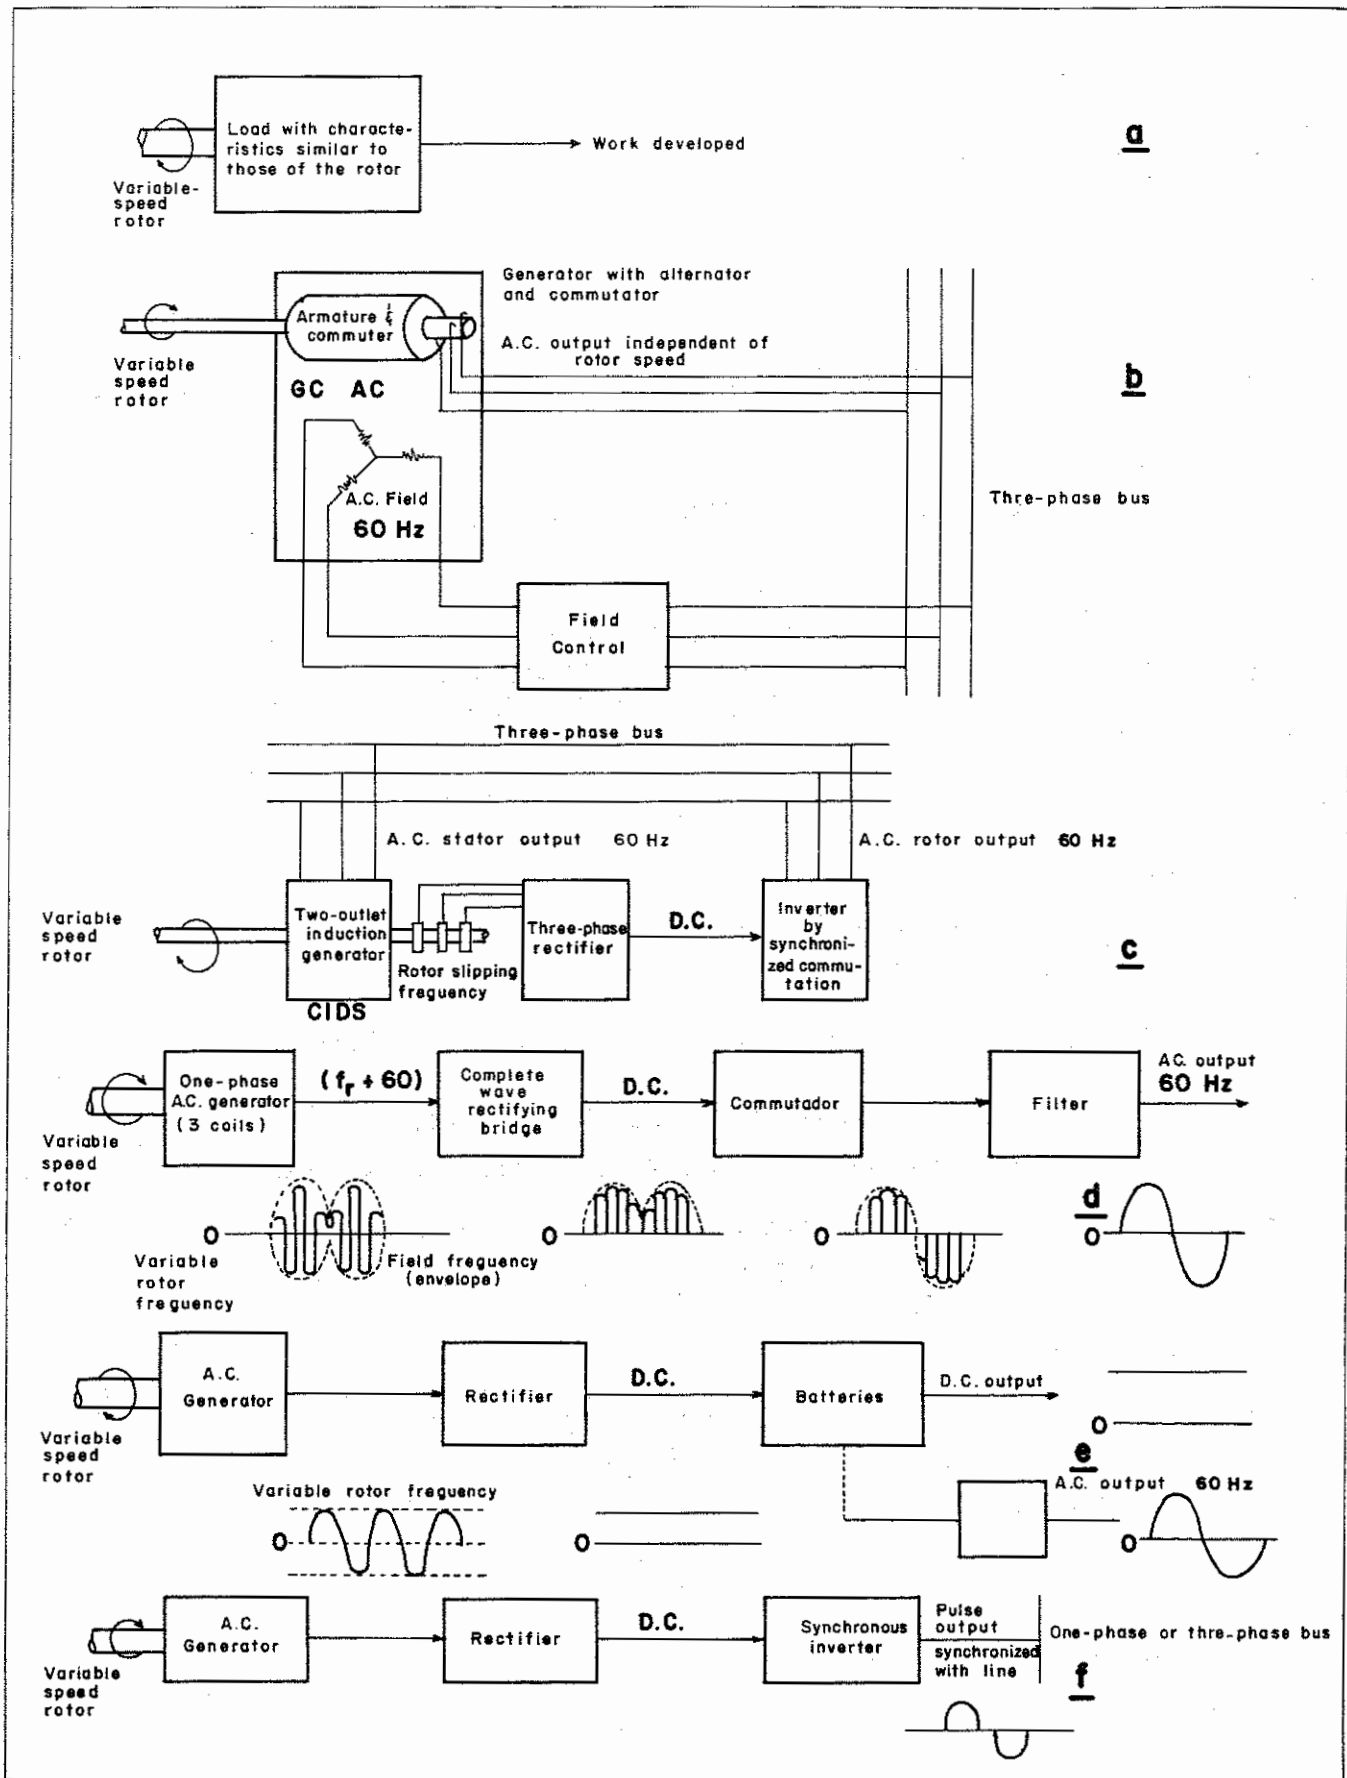 Load with characte-
ristics similar to
those of the rotor
Work developed
a
Variable-
speed
rotor
Generator with alternator
and commutator
Armature &
commuter
A.C. output independent of
rotor speed
Variable
speed
rotor
GC AC
b
A.C. Field
60 Hz
Thre-phase bus
Field
Control
Three-phase bus
A.C. stator output 60 Hz
A.C. rotor output 60 Hz
Variable
speed
rotor
Two-outlet
induction
generator
CIDS
Rotor slipping
freguency
Three-phase
rectifier
D.C.
Inverter
by
synchroni-
zed commu-
tation
c
One-phase
A.C. generator
(3 coils)
(fr + 60)
Complete
wave
rectifying
bridge
D.C.
Commutador
Filter
A.C. output
60 Hz
Variable
speed
rotor
d
0
0
0
0
Variable
rotor
freguency
Field freguency
(envelope)
A.C.
Generator
Rectifier
D.C.
Batteries
D.C. output
0
Variable
speed
rotor
e
Variable rotor freguency
A.C. output 60 Hz
0
0
0
A.C.
Generator
Rectifier
D.C.
Synchronous
inverter
Pulse
output
synchronized
with line
One-phase or thre-phase bus
Variable
speed
rotor
f